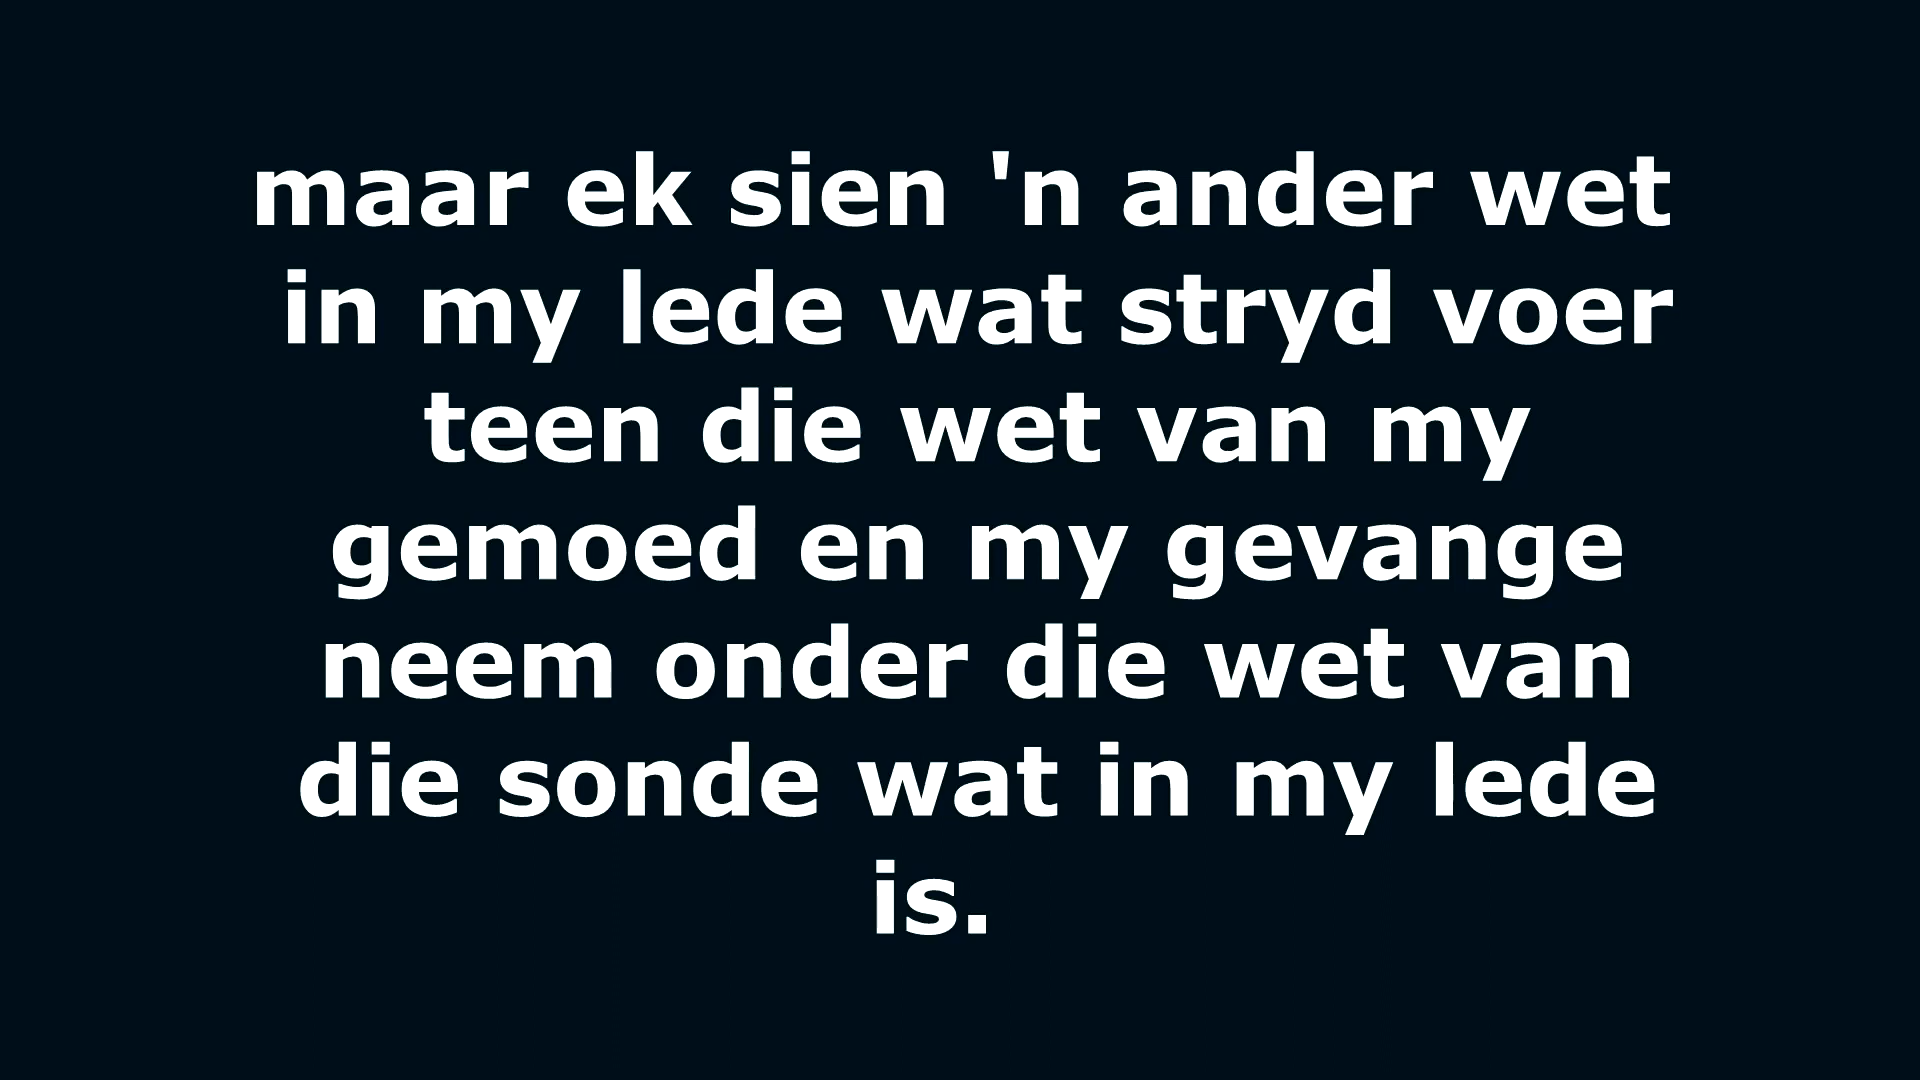 maar ek sien 'n ander wet
in my lede wat stryd voer
teen die wet van my
gemoed en my gevange
neem onder die wet van
die sonde wat in my lede
is.